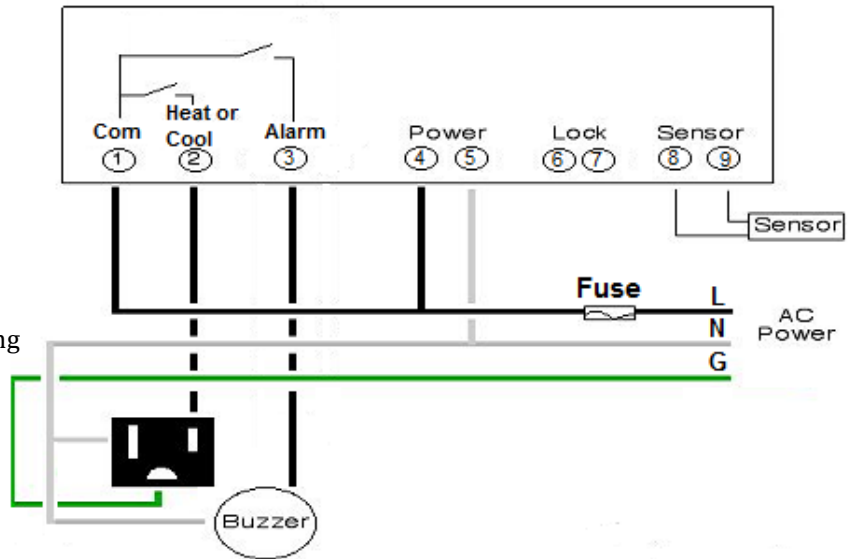 Com
Heat or
Cool
Alarm
Power
Lock
Sensor
1
2
3
4
5
6
7
8
9
Sensor
Fuse
L
AC
Power
N
ng
G
Buzzer